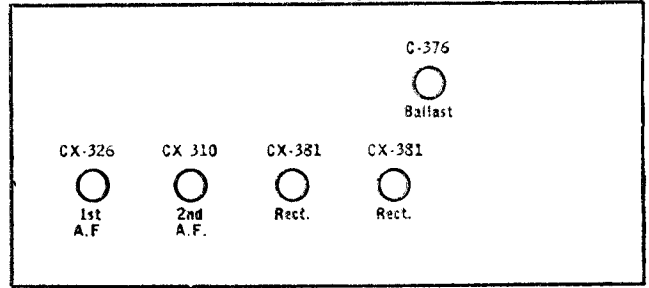 C-376
Ballast
CX-326 CX 310 CX-381 CX-381
1st 2nd Rect. Rect.
A.F A.F.